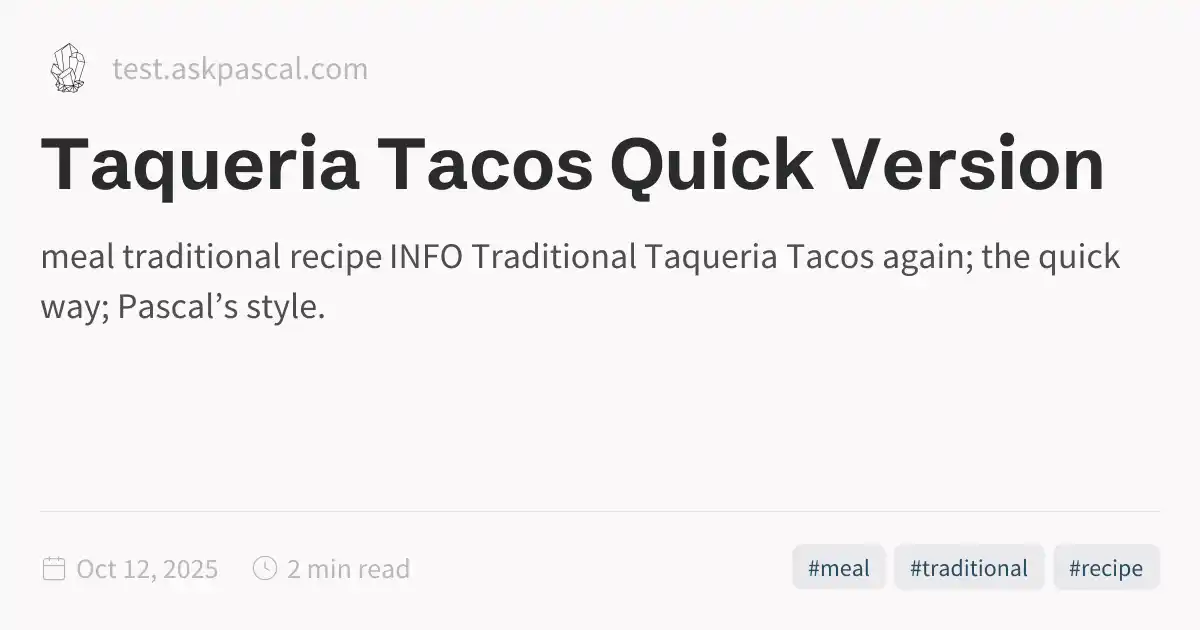 test.askpascal.com
Taqueria Tacos Quick Version
meal traditional recipe INFO Traditional Taqueria Tacos again; the quick
way; Pascal’s style.
Oct 12, 2025
2 min read
#meal
#traditional
#recipe